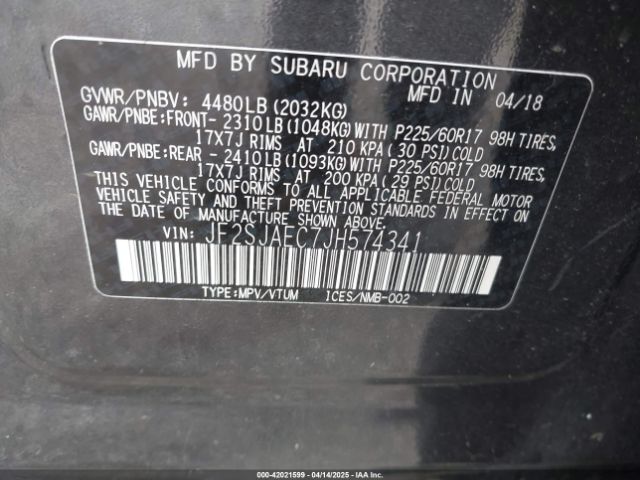 MFD BY SUBARU CORPORATION
MFD IN 04/18
GVWR/PNBV: 4480LB(2032KG)
GAWR/PNBE:FRONT-2310LB(1048KG)WITH P225/60R17 98H TIRES,
17X7J RIMS AT 210 KPA(30 PSI)COLD
GAWR/PNBE:REAR -2410LB(1093KG)WITH P225/60R17 98H TIRES,
17X7J RIMS AT 200 KPA(29 PSI)COLD
THIS VEHICLE CONFORMS TO ALL APPLICABLE FEDERAL MOTOR
VEHICLE SAFETY AND THEFT PREVENTION STANDARDS IN EFFECT ON
THE DATE OF MANUFACTURE SHOWN ABOVE.
VIN: JF2SJAEC7JH574341
TYPE:MPV/VTUM ICES/NMB-002
000-42021599 - 04/14/2025 - IAAI.COM